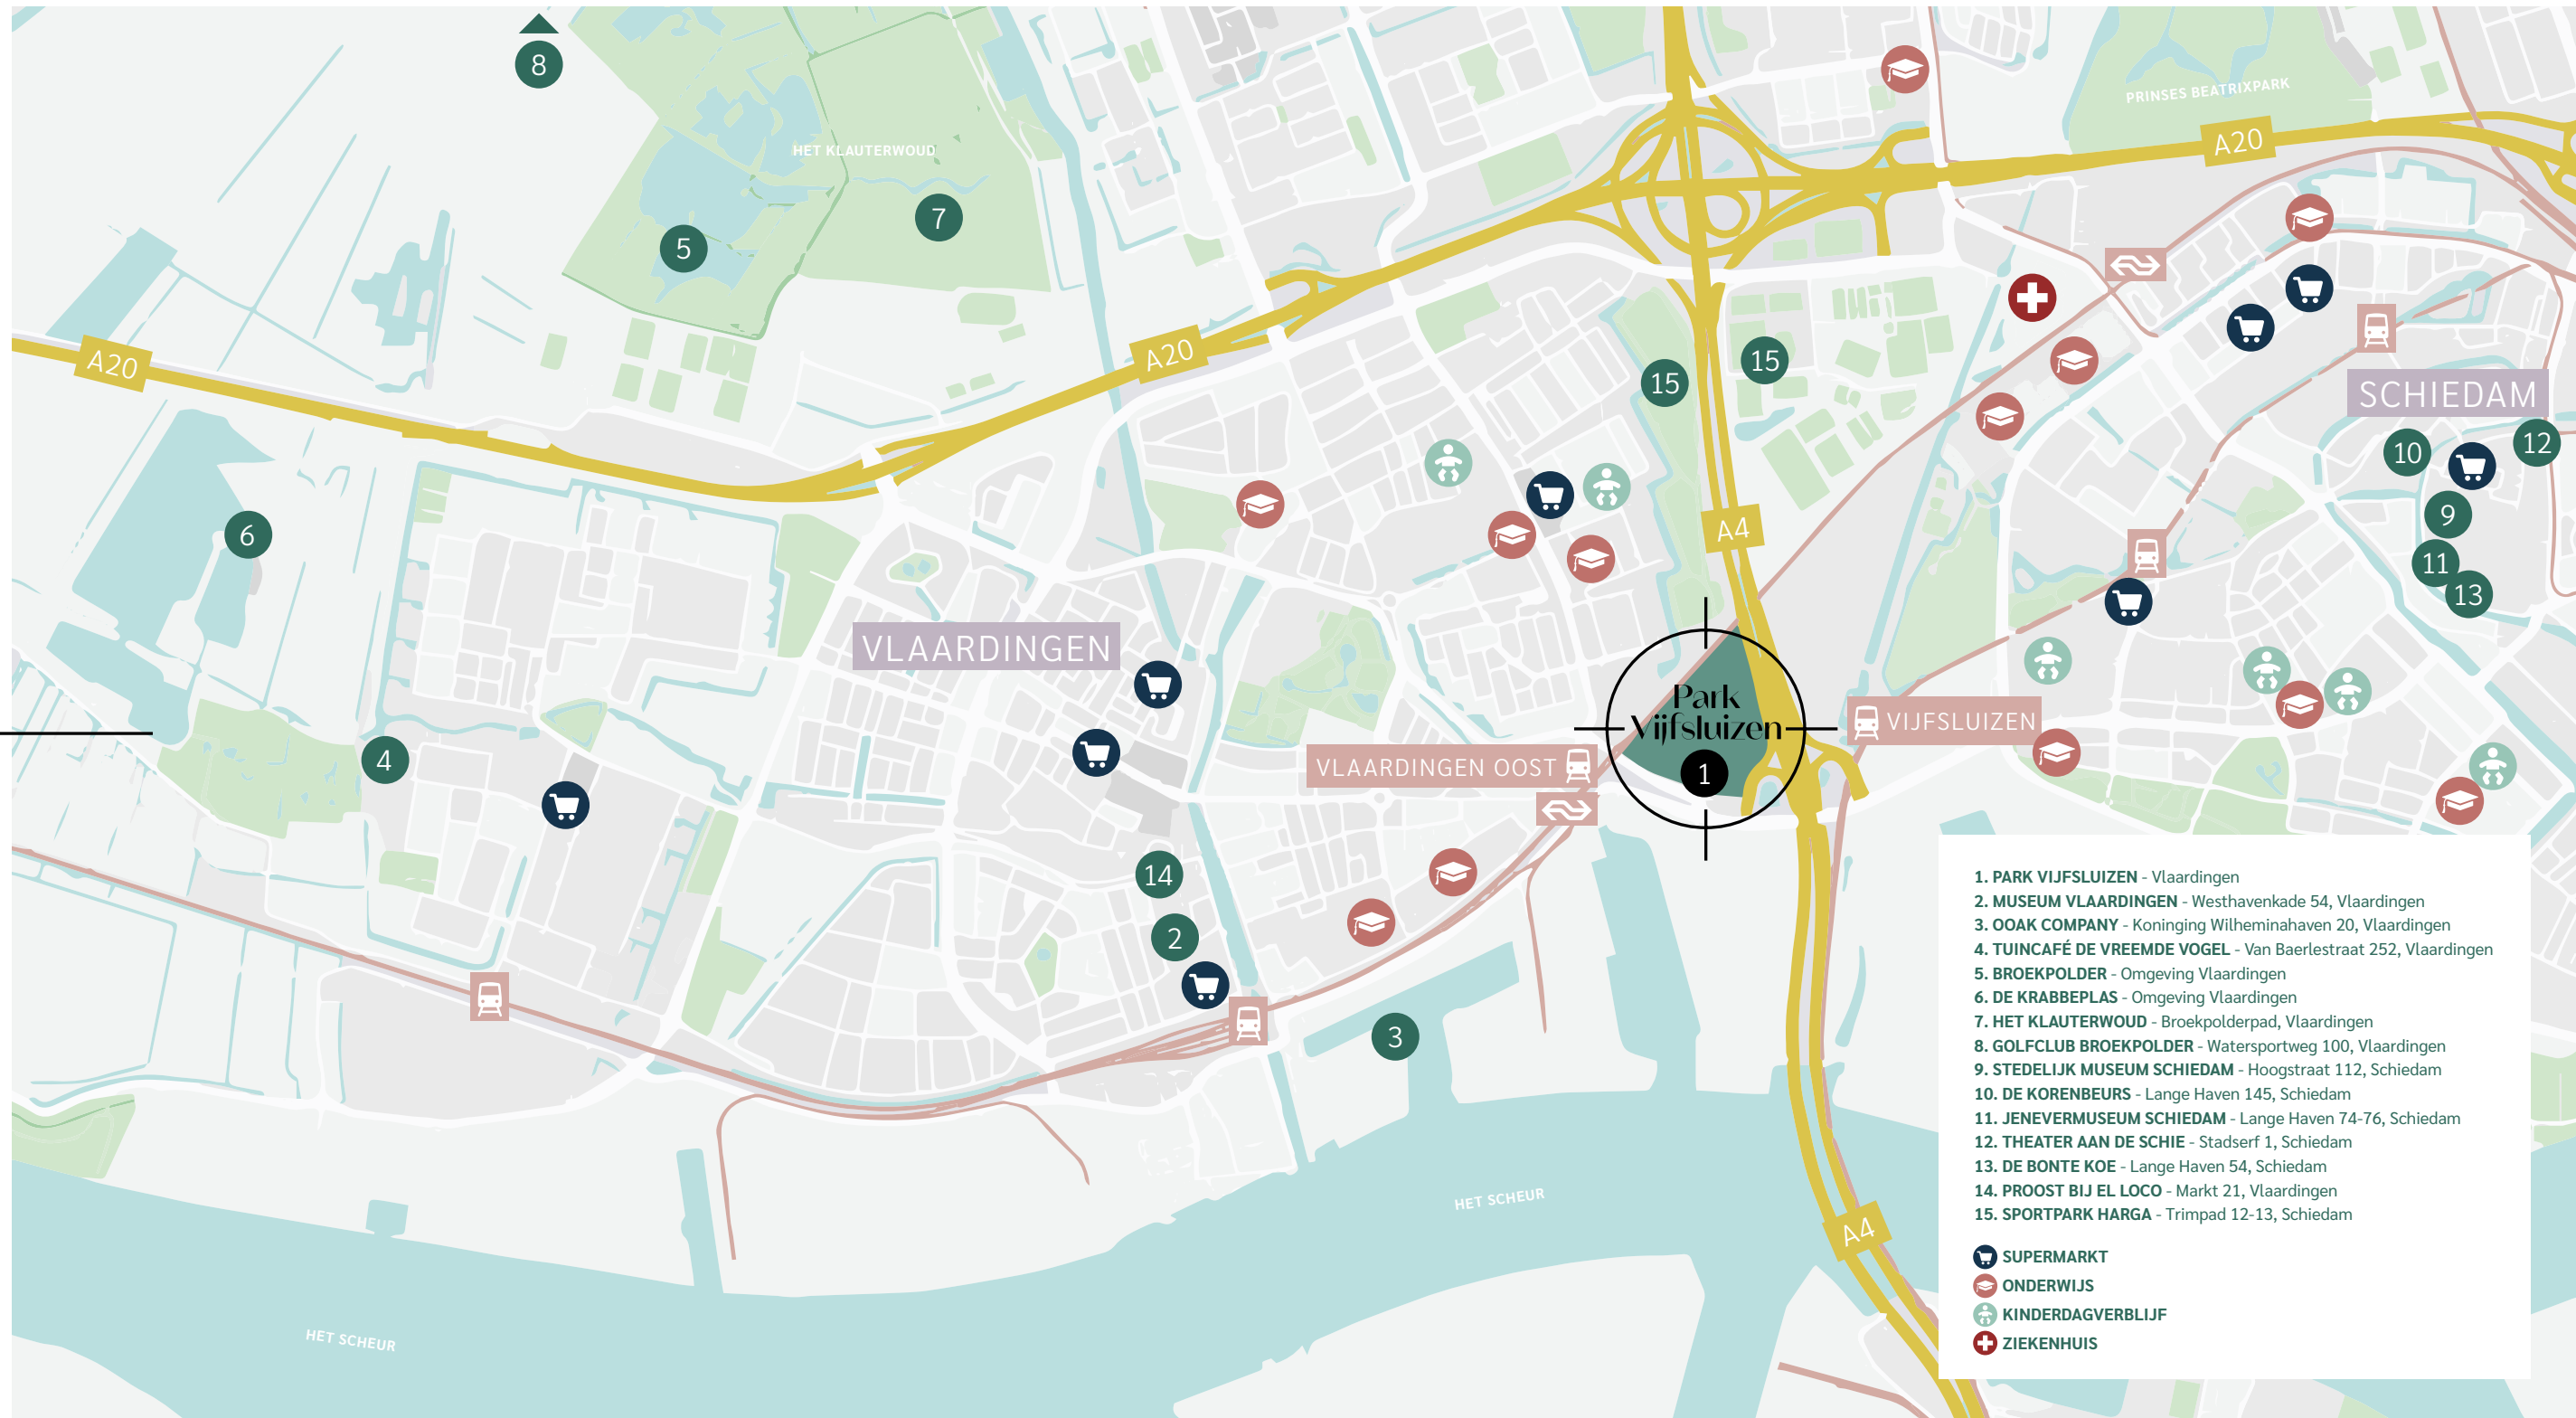 8
HET KLAUTERWOUD
PRINSES BEATRIXPARK
A20
7
5
A20
A20
15
15
SCHIEDAM
10
12
6
A4
9
11
13
VLAARDINGEN
Park
Vijfsluizen
1
VIJFSLUIZEN
VLAARDINGEN OOST
4
14
2
3
HET SCHEUR
A4
HET SCHEUR
1. PARK VIJFSLUIZEN - Vlaardingen
2. MUSEUM VLAARDINGEN - Westhavenkade 54, Vlaardingen
3. OOAK COMPANY - Koninging Wilheminahaven 20, Vlaardingen
4. TUINCAFÉ DE VREEMDE VOGEL - Van Baerlestraat 252, Vlaardingen
5. BROEKPOLDER - Omgeving Vlaardingen
6. DE KRABBEPLAS - Omgeving Vlaardingen
7. HET KLAUTERWOUD - Broekpolderpad, Vlaardingen
8. GOLFCLUB BROEKPOLDER - Watersportweg 100, Vlaardingen
9. STEDELIJK MUSEUM SCHIEDAM - Hoogstraat 112, Schiedam
10. DE KORENBEURS - Lange Haven 145, Schiedam
11. JENEVERMUSEUM SCHIEDAM - Lange Haven 74-76, Schiedam
12. THEATER AAN DE SCHIE - Stadserf 1, Schiedam
13. DE BONTE KOE - Lange Haven 54, Schiedam
14. PROOST BIJ EL LOCO - Markt 21, Vlaardingen
15. SPORTPARK HARGA - Trimpad 12-13, Schiedam
SUPERMARKT
ONDERWIJS
KINDERDAGVERBLIJF
ZIEKENHUIS